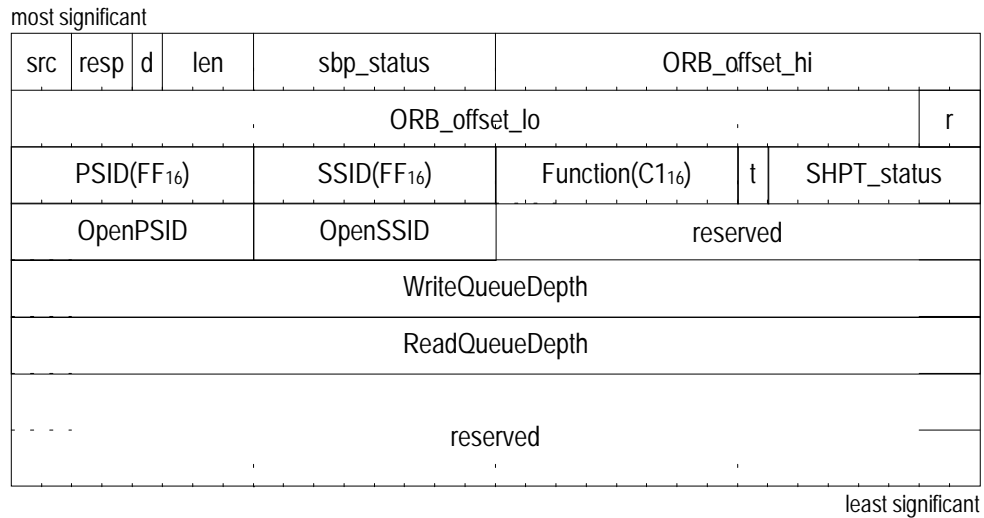 most significant
src resp d len sbp_status ORB_offset_hi
ORB_offset_lo r
PSID(FF₁₆) SSID(FF₁₆) Function(C1₁₆) t SHPT_status
OpenPSID OpenSSID reserved
WriteQueueDepth
ReadQueueDepth
reserved
least significant